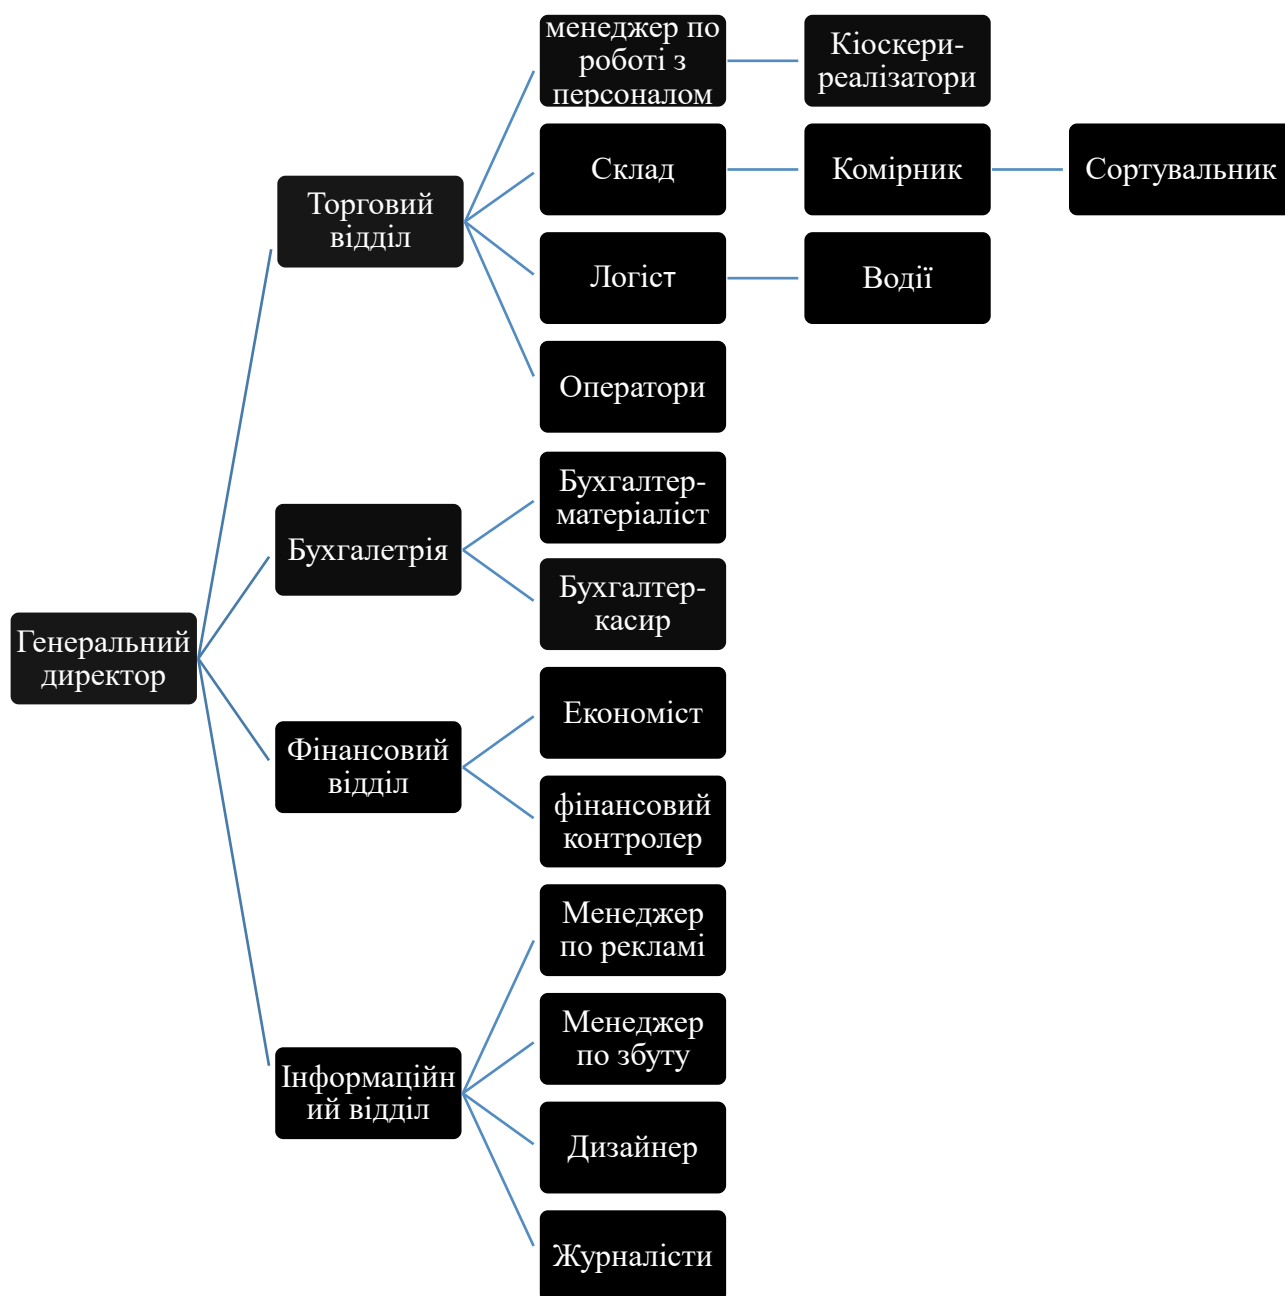 менеджер по
роботі з
персоналом
Кіоскери-
реалізатори
Склад
Комірник
Сортувальник
Торговий
відділ
Логіст
Водії
Оператори
Бухгалтер-
матеріаліст
Бухгалетрія
Бухгалтер-
касир
Генеральний
директор
Економіст
Фінансовий
відділ
фінансовий
контролер
Менеджер
по рекламі
Менеджер
по збуту
Інформаційн
ий відділ
Дизайнер
Журналісти